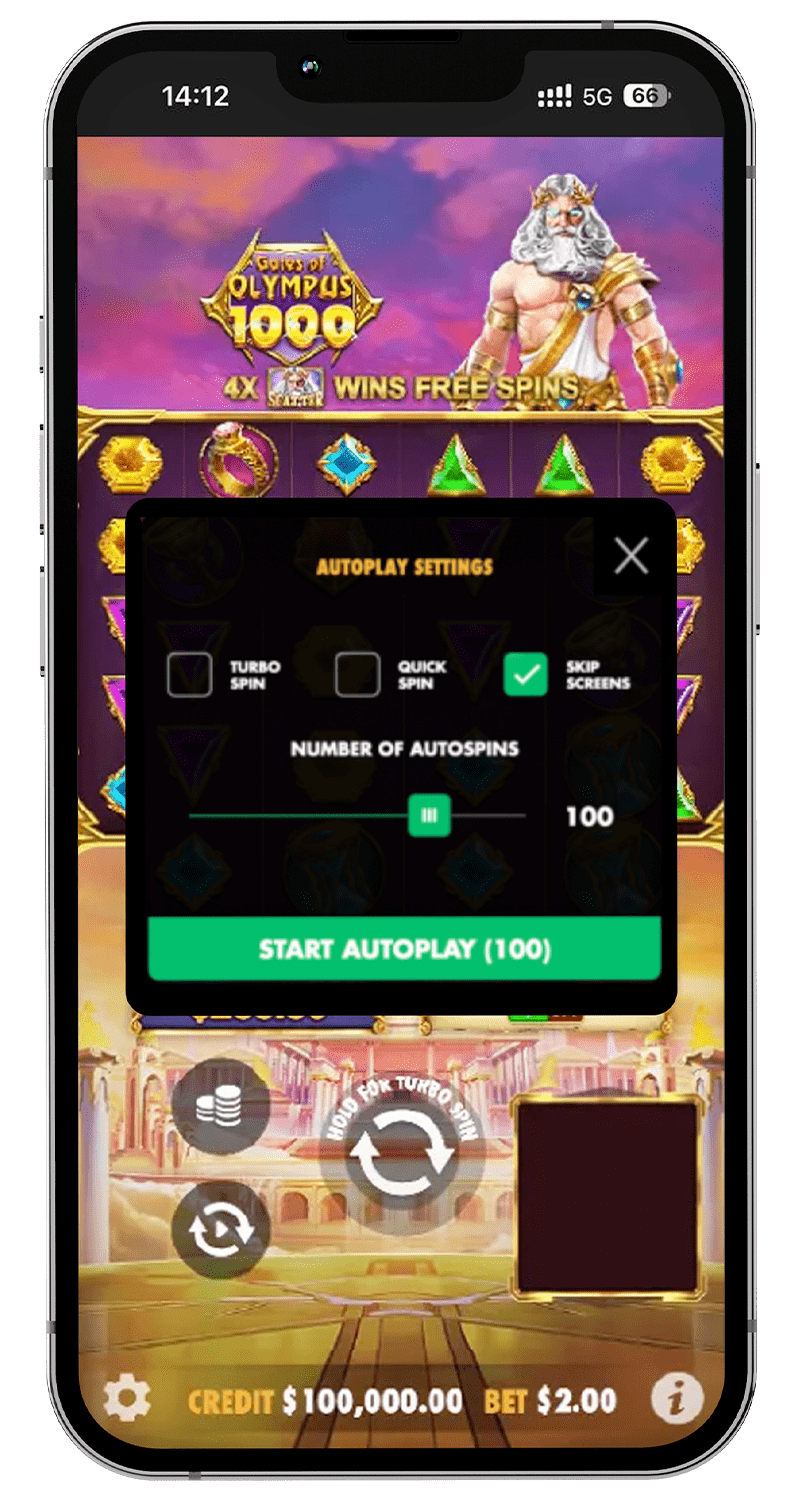 14:12
5G 66
Gates of
OLYMPUS
1000
4X SCATTER WINS FREE SPINS
AUTOPLAY SETTINGS
TURBO
SPIN
QUICK
SPIN
SKIP
SCREENS
NUMBER OF AUTOSPINS
100
START AUTOPLAY (100)
HOLD FOR TURBO SPIN
CREDIT $100,000.00 BET $2.00
i